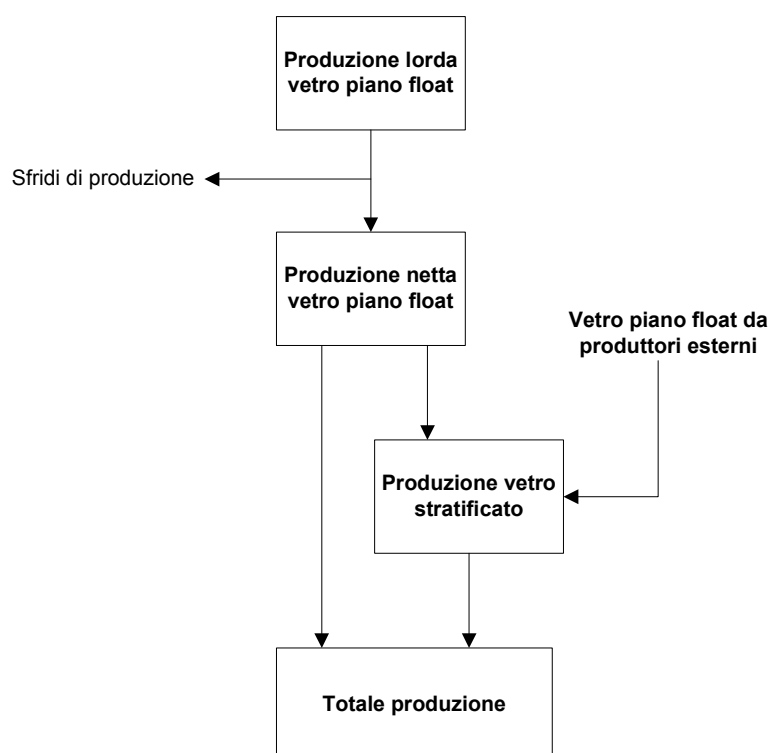 Produzione lorda
vetro piano float
Sfridi di produzione
Produzione netta
vetro piano float
Vetro piano float da
produttori esterni
Produzione vetro
stratificato
Totale produzione